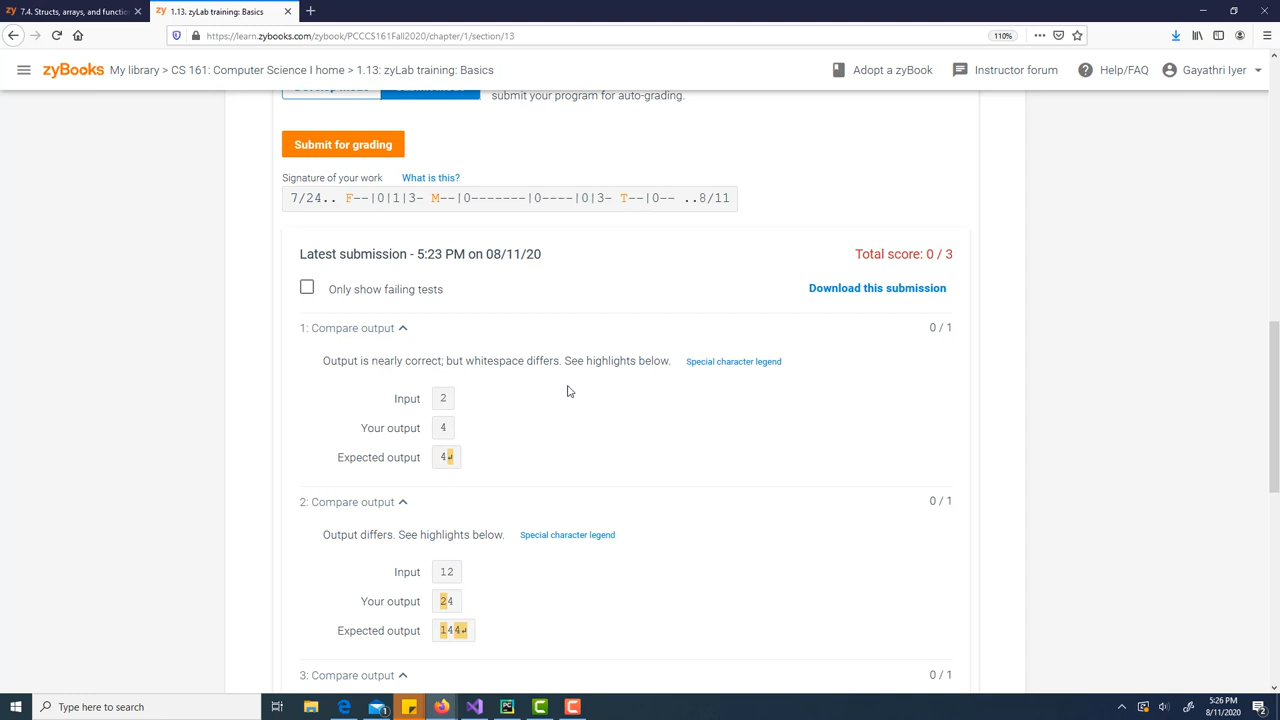 zy 7.4. Structs, arrays, and function
zy 1.13. zyLab training: Basics
https://learn.zybooks.com/zybook/PCCCS161Fall2020/chapter/1/section/13
110%
zyBooks My library > CS 161: Computer Science I home > 1.13: zyLab training: Basics
Adopt a zyBook
Instructor forum
Help/FAQ
Gayathri Iyer
submit your program for auto-grading.
Submit for grading
Signature of your work What is this?
7/24.. F--|0|1|3- M--|0-------|0----|0|3- T--|0-- ..8/11
Latest submission - 5:23 PM on 08/11/20 Total score: 0 / 3
Only show failing tests Download this submission
1: Compare output 0 / 1
Output is nearly correct; but whitespace differs. See highlights below. Special character legend
Input 2
Your output 4
Expected output 4↵
2: Compare output 0 / 1
Output differs. See highlights below. Special character legend
Input 12
Your output 24
Expected output 144↵
3: Compare output 0 / 1
Type here to search
5:26 PM
8/11/2020